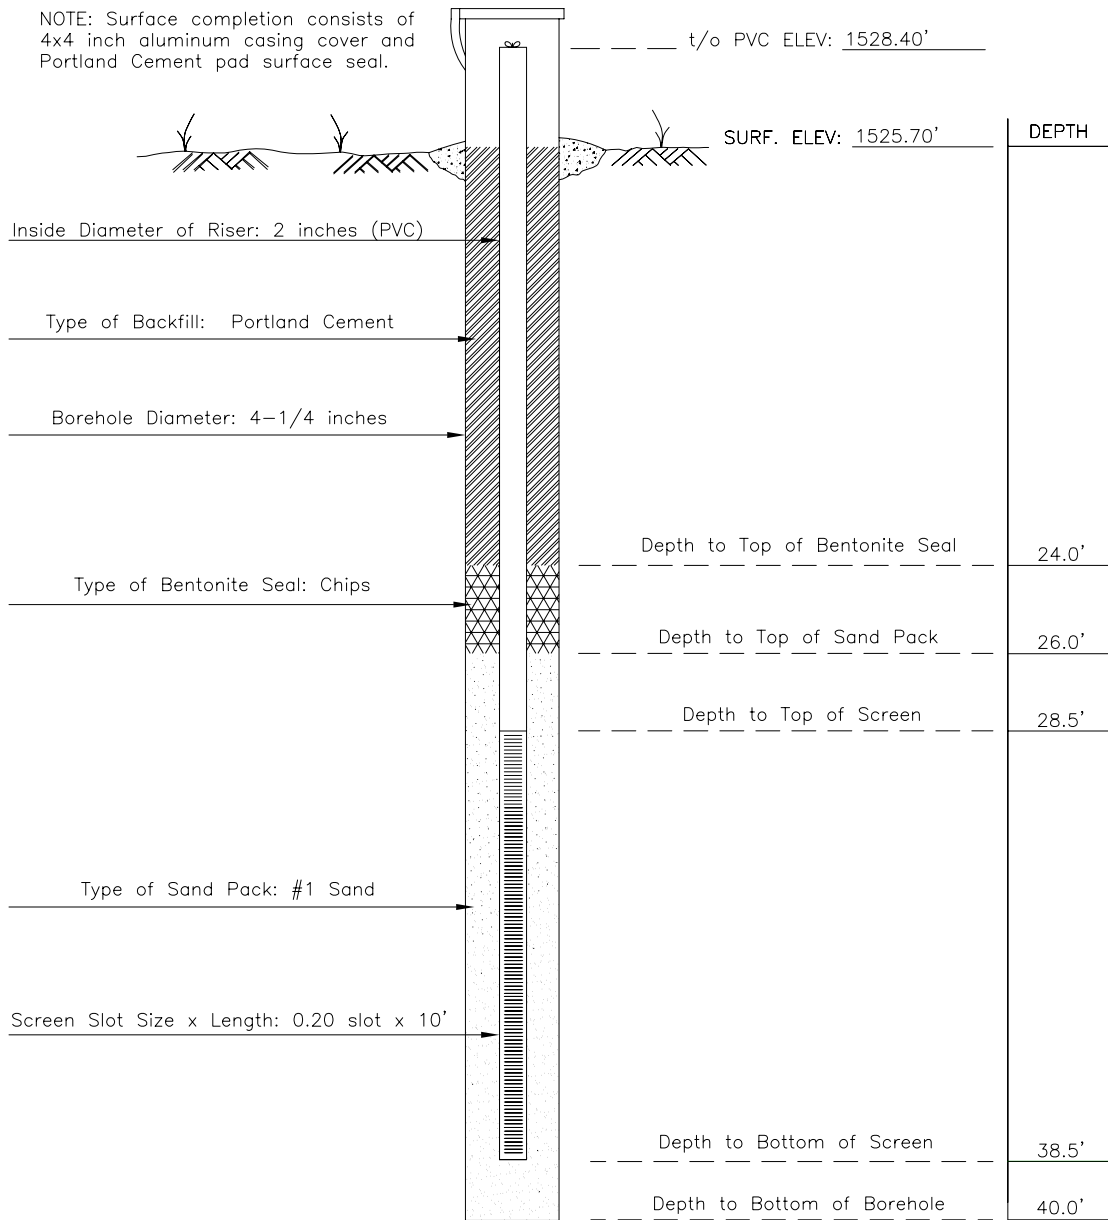 NOTE: Surface completion consists of
4x4 inch aluminum casing cover and
Portland Cement pad surface seal.
t/o PVC ELEV: 1528.40'
SURF. ELEV: 1525.70'
DEPTH
Inside Diameter of Riser: 2 inches (PVC)
Type of Backfill: Portland Cement
Borehole Diameter: 4-1/4 inches
Depth to Top of Bentonite Seal 24.0'
Type of Bentonite Seal: Chips
Depth to Top of Sand Pack 26.0'
Depth to Top of Screen 28.5'
Type of Sand Pack: #1 Sand
Screen Slot Size x Length: 0.20 slot x 10'
Depth to Bottom of Screen 38.5'
Depth to Bottom of Borehole 40.0'